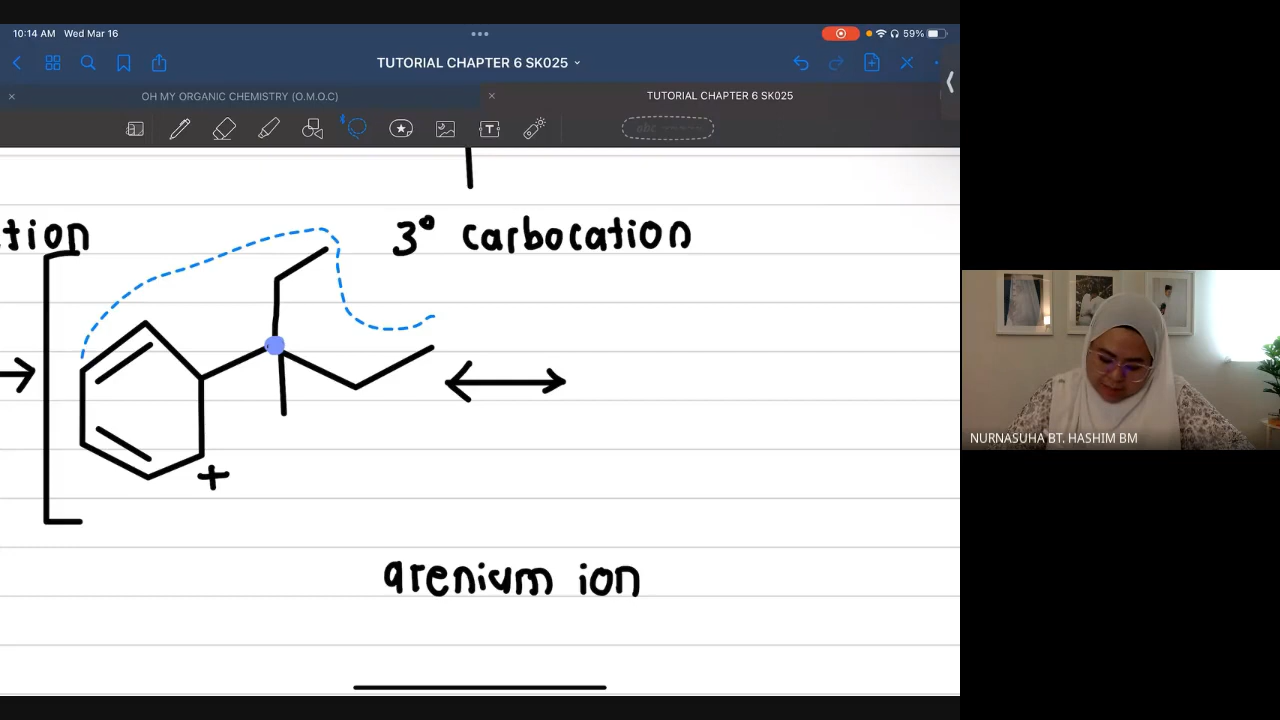 10:14 AM Wed Mar 16
59%
TUTORIAL CHAPTER 6 SK025
OH MY ORGANIC CHEMISTRY (O.M.O.C)
TUTORIAL CHAPTER 6 SK025
abc
tion
3° carbocation
+
arenium ion
NURNASUHA BT. HASHIM BM